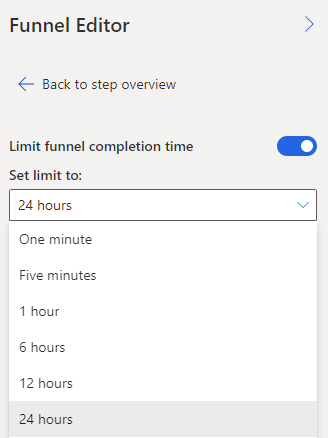 Funnel Editor
Back to step overview
Limit funnel completion time
Set limit to:
24 hours
One minute
Five minutes
1 hour
6 hours
12 hours
24 hours